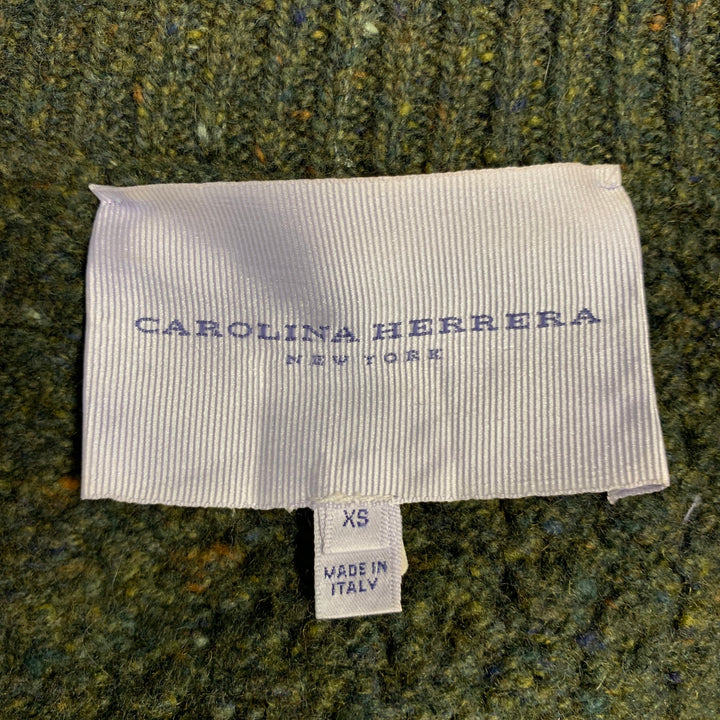 CAROLINA HERRERA
NEW YORK
XS
MADE IN
ITALY